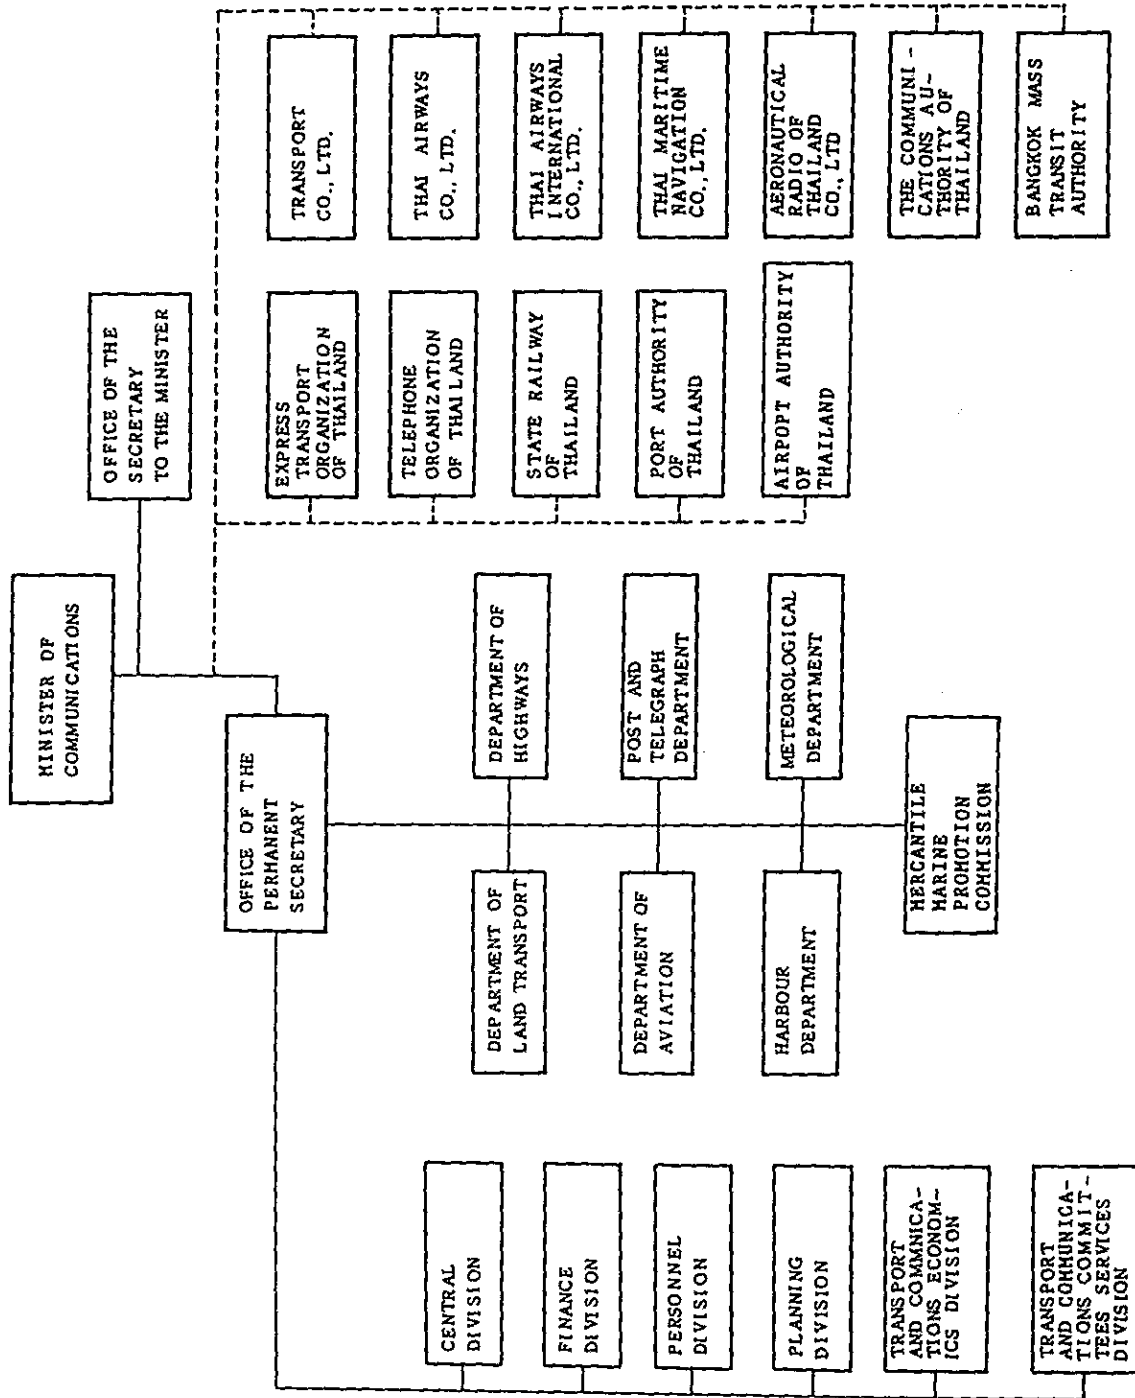 MINISTER OF
COMMUNICATIONS
OFFICE OF THE
SECRETARY
TO THE MINISTER
OFFICE OF THE
PERMANENT
SECRETARY
CENTRAL
DIVISION
FINANCE
DIVISION
PERSONNEL
DIVISION
PLANNING
DIVISION
TRANSPORT
AND COMMNICA-
TIONS ECONOM-
ICS DIVISION
TRANSPORT
AND COMMUNICA-
TIONS COMMIT-
TEES SERVICES
DIVISION
DEPARTMENT OF
LAND TRANSPORT
DEPARTMENT OF
HIGHWAYS
DEPARTMENT OF
AVIATION
POST AND
TELEGRAPH
DEPARTMENT
HARBOUR
DEPARTMENT
METEOROLOGICAL
DEPARTMENT
MERCANTILE
MARINE
PROMOTION
COMMISSION
EXPRESS
TRANSPORT
ORGANIZATION
OF THAILAND
TELEPHONE
ORGANIZATION
OF THAILAND
STATE RAILWAY
OF
THAILAND
PORT AUTHORITY
OF
THAILAND
AIRPOPT AUTHORITY
OF
THAILAND
TRANSPORT
CO., LTD.
THAI AIRWAYS
CO., LTD.
THAI AIRWAYS
INTERNATIONAL
CO., LTD.
THAI MARITIME
NAVIGATION
CO., LTD.
AERONAUTICAL
RADIO OF
THAILAND
CO., LTD
THE COMMUNI-
CATIONS AU-
THORITY OF
THAILAND
BANGKOK MASS
TRANSIT
AUTHORITY